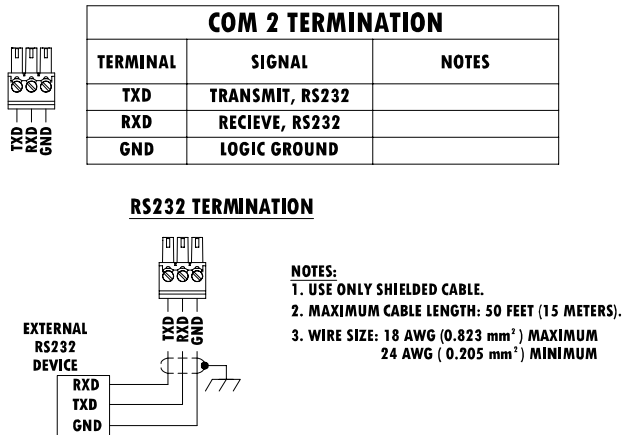 COM 2 TERMINATION
TERMINAL SIGNAL NOTES
TXD TRANSMIT, RS232
RXD RECIEVE, RS232
GND LOGIC GROUND
TXD
RXD
GND
RS232 TERMINATION
TXD
RXD
GND
NOTES:
1. USE ONLY SHIELDED CABLE.
2. MAXIMUM CABLE LENGTH: 50 FEET (15 METERS).
3. WIRE SIZE: 18 AWG (0.823 mm²) MAXIMUM
24 AWG ( 0.205 mm²) MINIMUM
EXTERNAL
RS232
DEVICE
RXD
TXD
GND